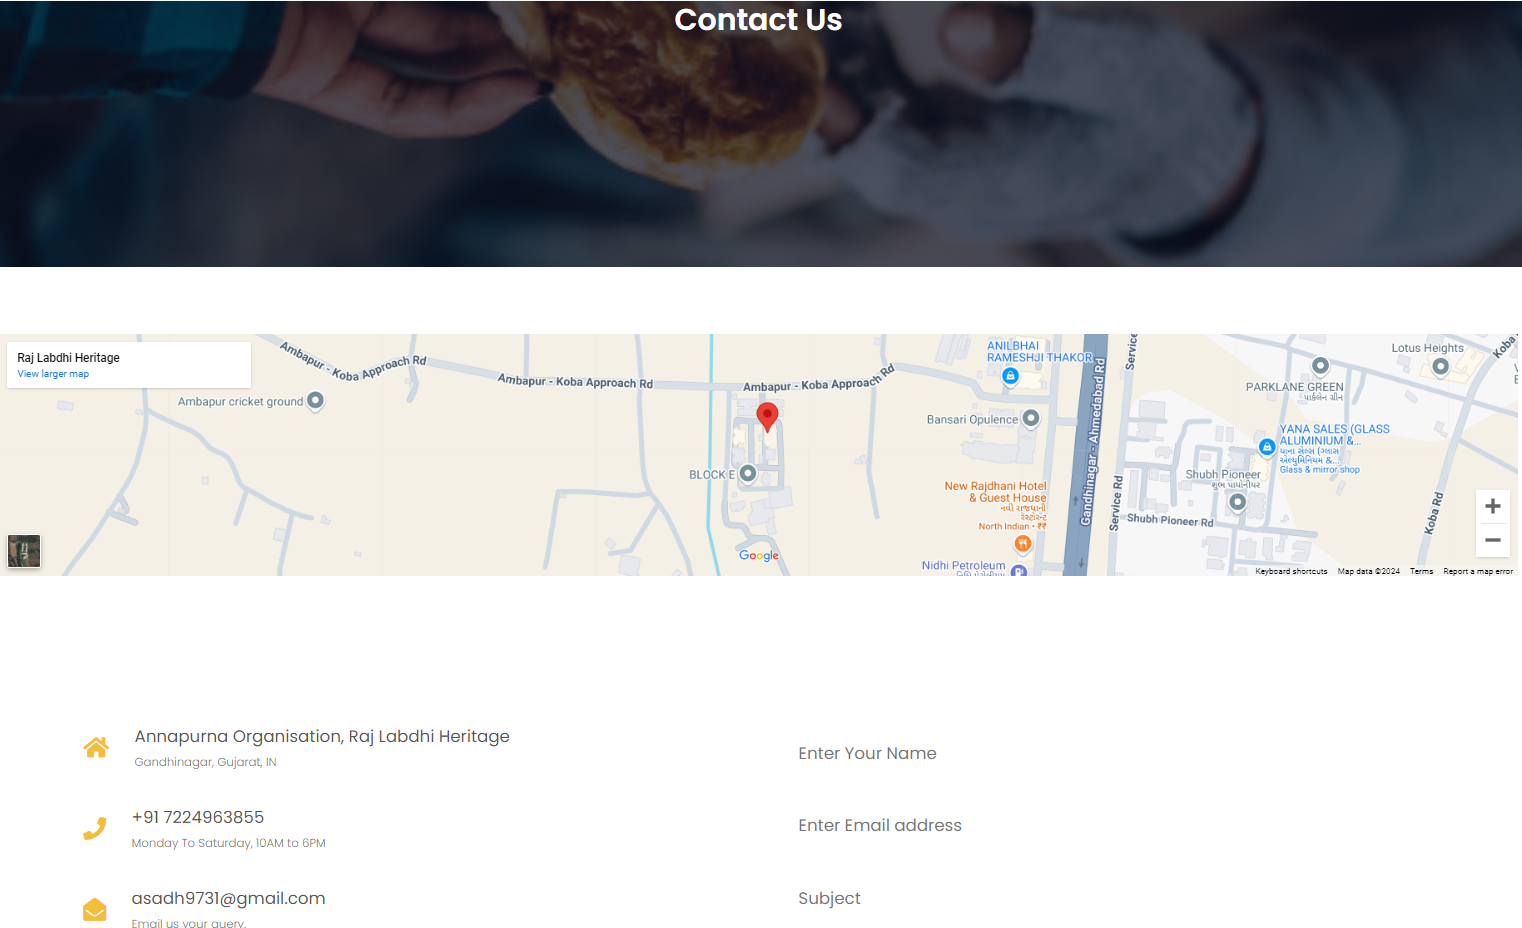 Contact Us
Raj Labdhi Heritage
View larger map
Ambapur - Koba Approach Rd
Ambapur - Koba Approach Rd
Ambapur - Koba Approach Rd
Ambapur cricket ground
BLOCK E
ANILBHAI
RAMESHJI THAKOR
Bansari Opulence
New Rajdhani Hotel
& Guest House
નવી રાજધાની
રેસ્ટોરન્ટ
North Indian • ₹₹
Nidhi Petroleum
Gandhinagar - Ahmedabad Rd
Service
Service Rd
Lotus Heights
PARKLANE GREEN
પાર્કલેન ગ્રીન
YANA SALES (GLASS
ALUMINIUM &...
યાના સેલ્સ (ગ્લાસ
એલ્યુમિનિયમ &...
Glass & mirror shop
Shubh Pioneer
શુભ પાયોનીયર
Shubh Pioneer Rd
Koba Rd
Koba
Google
Keyboard shortcuts
Map data ©2024
Terms
Report a map error
Annapurna Organisation, Raj Labdhi Heritage
Gandhinagar, Gujarat, IN
+91 7224963855
Monday To Saturday, 10AM to 6PM
asadh9731@gmail.com
Email us your query.
Enter Your Name
Enter Email address
Subject